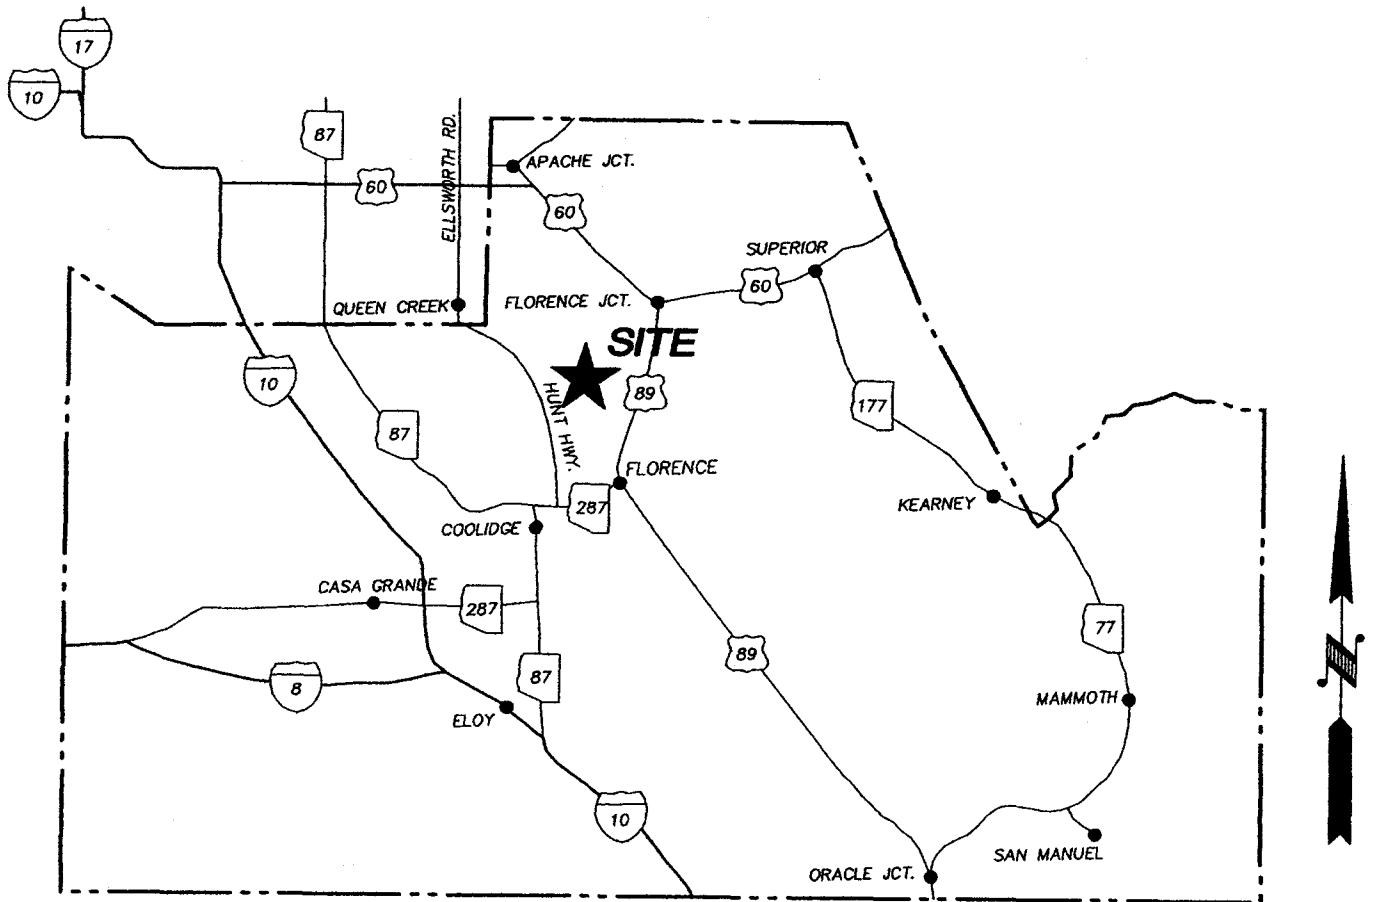 17
10
87
ELLSWORTH RD.
APACHE JCT.
60
60
SUPERIOR
QUEEN CREEK
FLORENCE JCT.
60
SITE
10
89
HUNT HWY.
177
87
FLORENCE
KEARNEY
287
COOLIDGE
CASA GRANDE
287
77
89
87
8
MAMMOTH
ELOY
10
SAN MANUEL
ORACLE JCT.
N